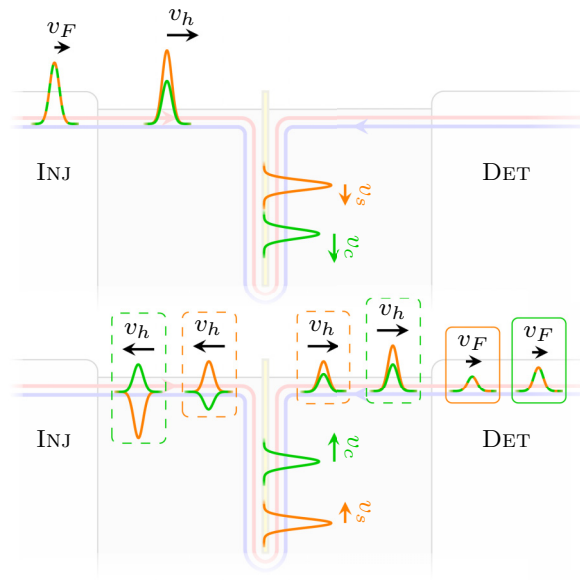 v_F v_h
INJ DET
v_s
v_c
v_h v_h v_h v_h v_F v_F
INJ DET
v_c
v_s